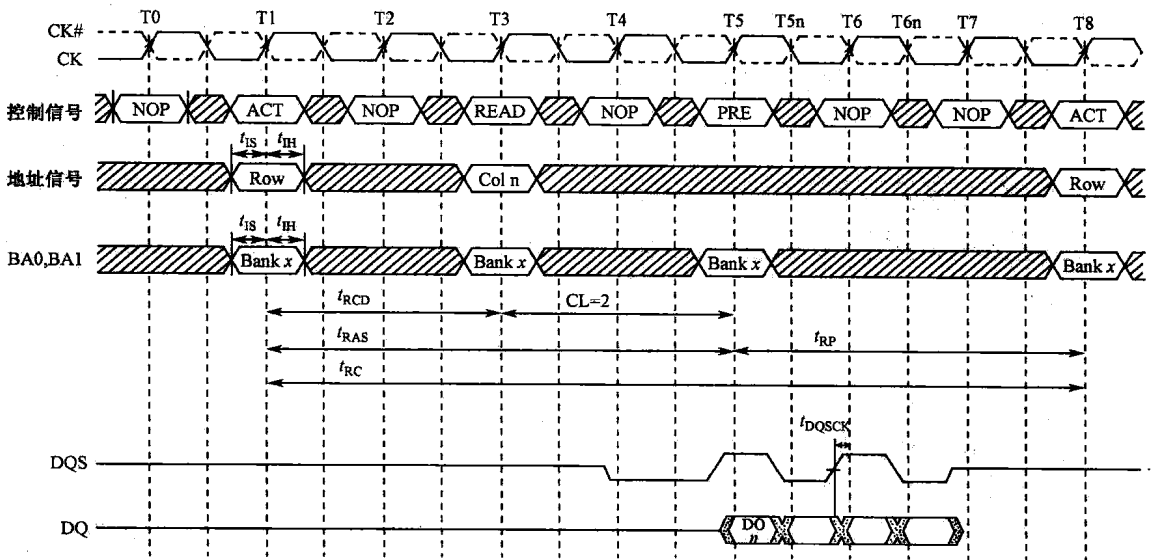 T0 T1 T2 T3 T4 T5 T5n T6 T6n T7 T8
CK#
CK
控制信号 NOP ACT NOP READ NOP PRE NOP NOP ACT
tIS tIH
地址信号 Row Col n Row
tIS tIH
BA0,BA1 Bank x Bank x Bank x Bank x
tRCD CL=2
tRAS tRP
tRC
tDQSCK
DQS
DQ DO
n